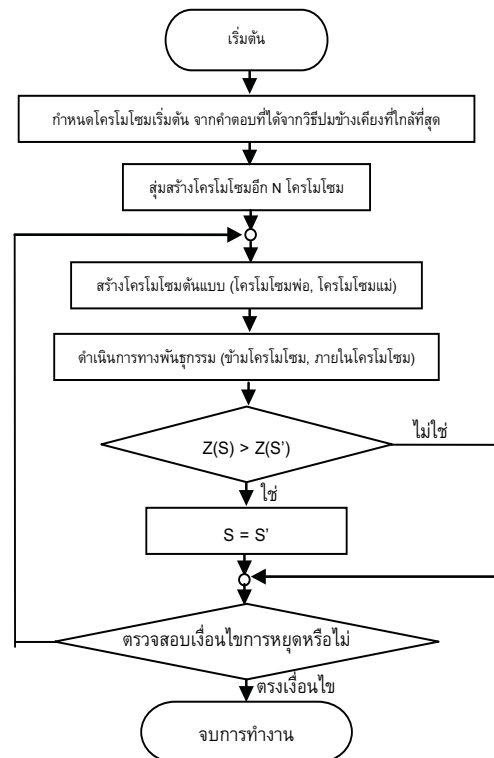 เริ่มต้น
กำหนดโครโมโซมเริ่มต้น จากคำตอบที่ได้จากวิธีปมข้างเคียงที่ใกล้ที่สุด
สุ่มสร้างโครโมโซมอีก N โครโมโซม
สร้างโครโมโซมต้นแบบ (โครโมโซมพ่อ, โครโมโซมแม่)
ดำเนินการทางพันธุกรรม (ข้ามโครโมโซม, ภายในโครโมโซม)
ไม่ใช่
Z(S) > Z(S’)
ใช่
S = S’
ตรวจสอบเงื่อนไขการหยุดหรือไม่
ตรงเงื่อนไข
จบการทำงาน